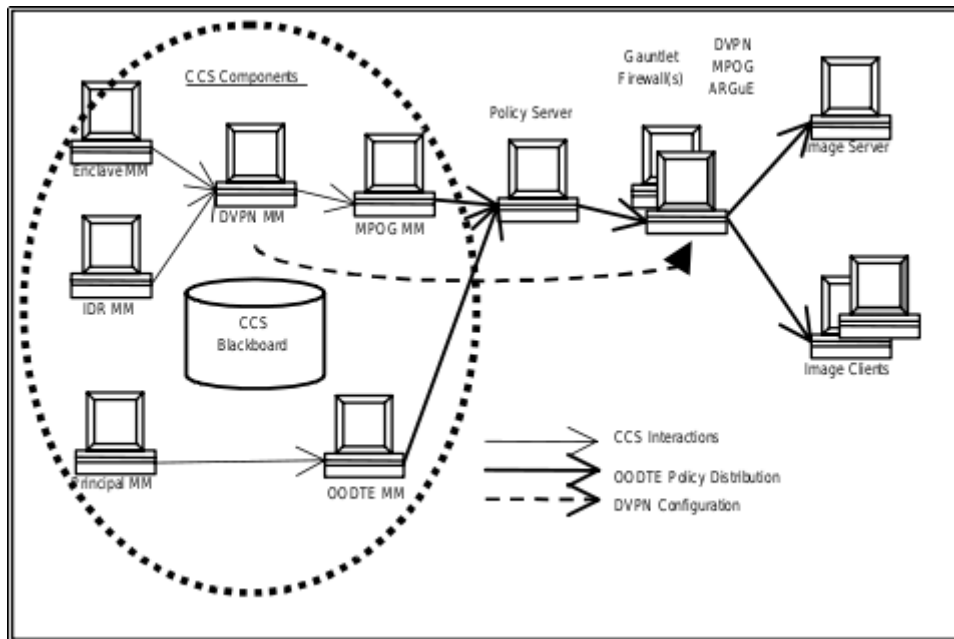 CCS Components
Gauntlet
Firewall(s)
DVPN
MPOG
ARGuE
Policy Server
Enclave MM
DVPN MM
MPOG MM
Image Server
IDR MM
CCS
Blackboard
Image Clients
Principal MM
OODTE MM
CCS Interactions
OODTE Policy Distribution
DVPN Configuration